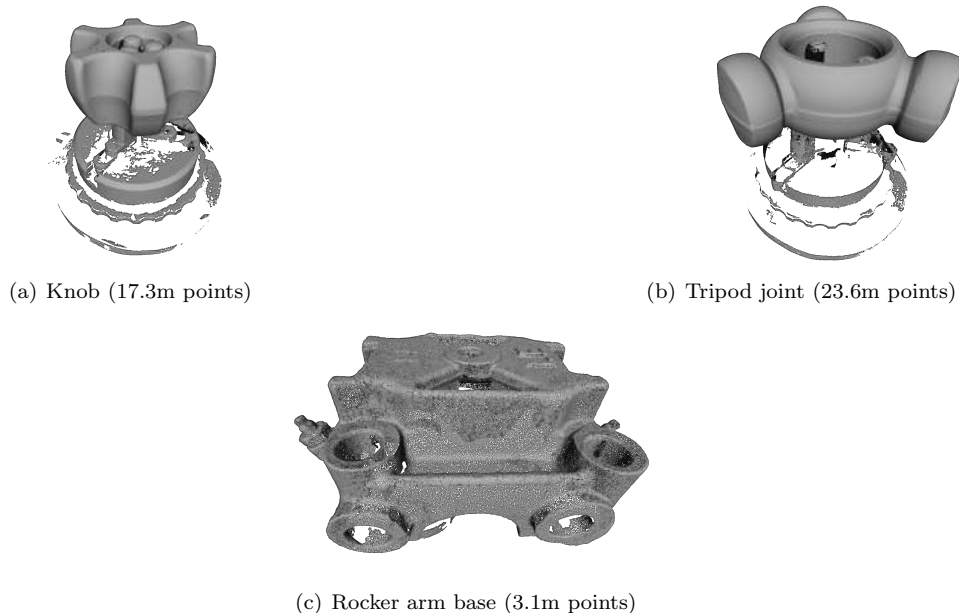 (a) Knob (17.3m points)
(b) Tripod joint (23.6m points)
(c) Rocker arm base (3.1m points)